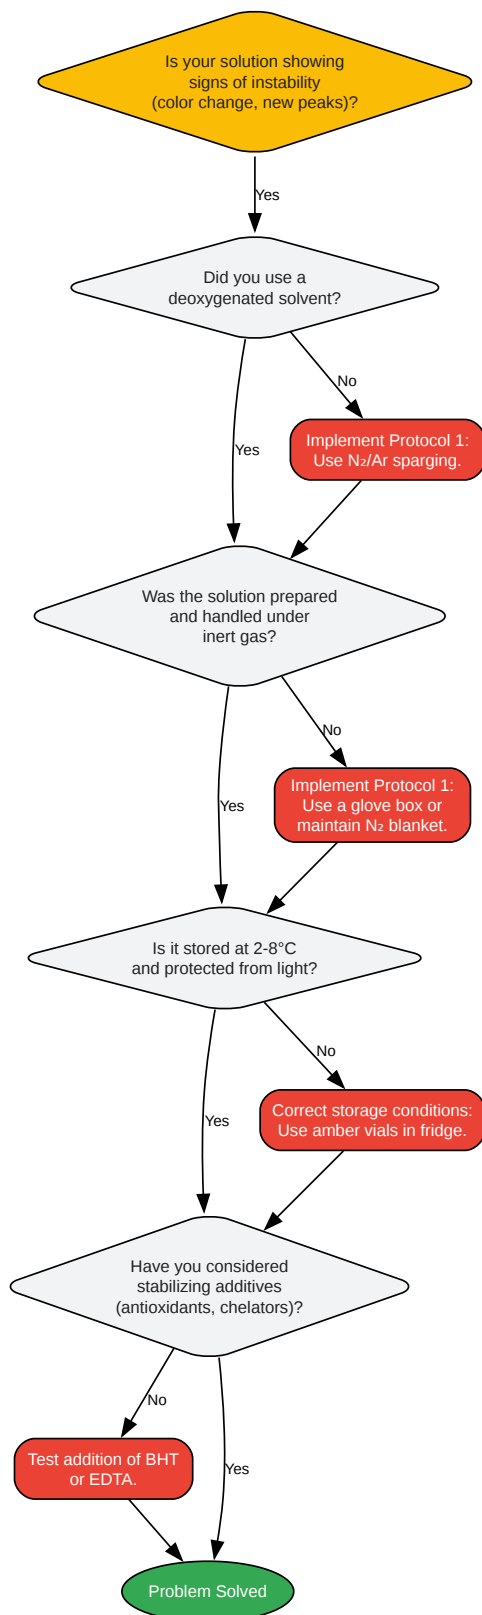 Is your solution showing
signs of instability
(color change, new peaks)?
Yes
Did you use a
deoxygenated solvent?
No
Implement Protocol 1:
Use N₂/Ar sparging.
Yes
Was the solution prepared
and handled under
inert gas?
No
Implement Protocol 1:
Use a glove box or
maintain N₂ blanket.
Yes
Is it stored at 2-8°C
and protected from light?
No
Correct storage conditions:
Use amber vials in fridge.
Yes
Have you considered
stabilizing additives
(antioxidants, chelators)?
No
Test addition of BHT
or EDTA.
Yes
Problem Solved